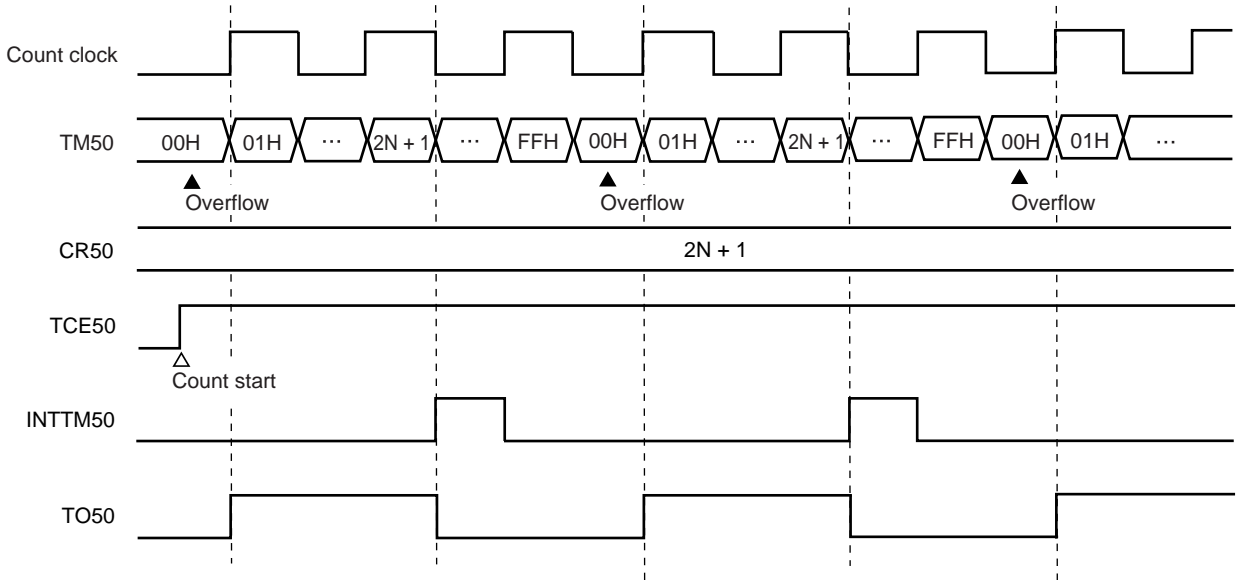 Count clock
TM50 00H 01H ··· 2N + 1 ··· FFH 00H 01H ··· 2N + 1 ··· FFH 00H 01H ···
Overflow Overflow Overflow
CR50 2N + 1
TCE50
Count start
INTTM50
TO50